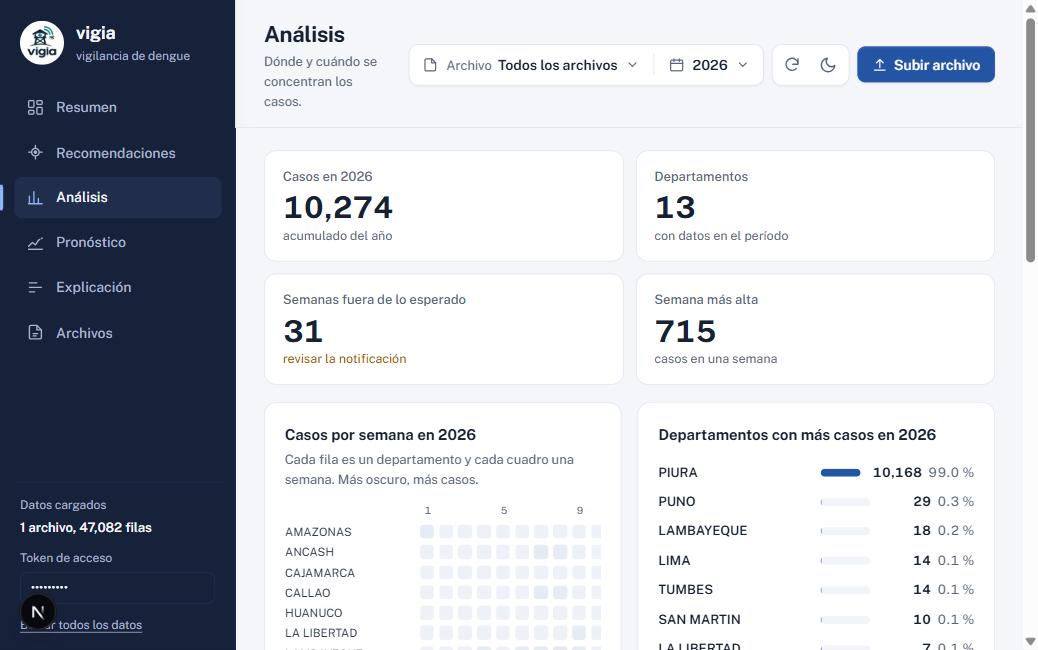 vigia
vigia
vigilancia de dengue
Resumen
Recomendaciones
Análisis
Pronóstico
Explicación
Archivos
Datos cargados
1 archivo, 47,082 filas
Token de acceso
•••••••••
N
todos los datos
Análisis
Dónde y cuándo se
concentran los
casos.
Archivo Todos los archivos
2026
Subir archivo
Casos en 2026
10,274
acumulado del año
Departamentos
13
con datos en el período
Semanas fuera de lo esperado
31
revisar la notificación
Semana más alta
715
casos en una semana
Casos por semana en 2026
Cada fila es un departamento y cada cuadro una
semana. Más oscuro, más casos.
1 5 9
AMAZONAS
ANCASH
CAJAMARCA
CALLAO
HUANUCO
LA LIBERTAD
Departamentos con más casos en 2026
PIURA 10,168 99.0 %
PUNO 29 0.3 %
LAMBAYEQUE 18 0.2 %
LIMA 14 0.1 %
TUMBES 14 0.1 %
SAN MARTIN 10 0.1 %
LA LIBERTAD 7 0.1 %